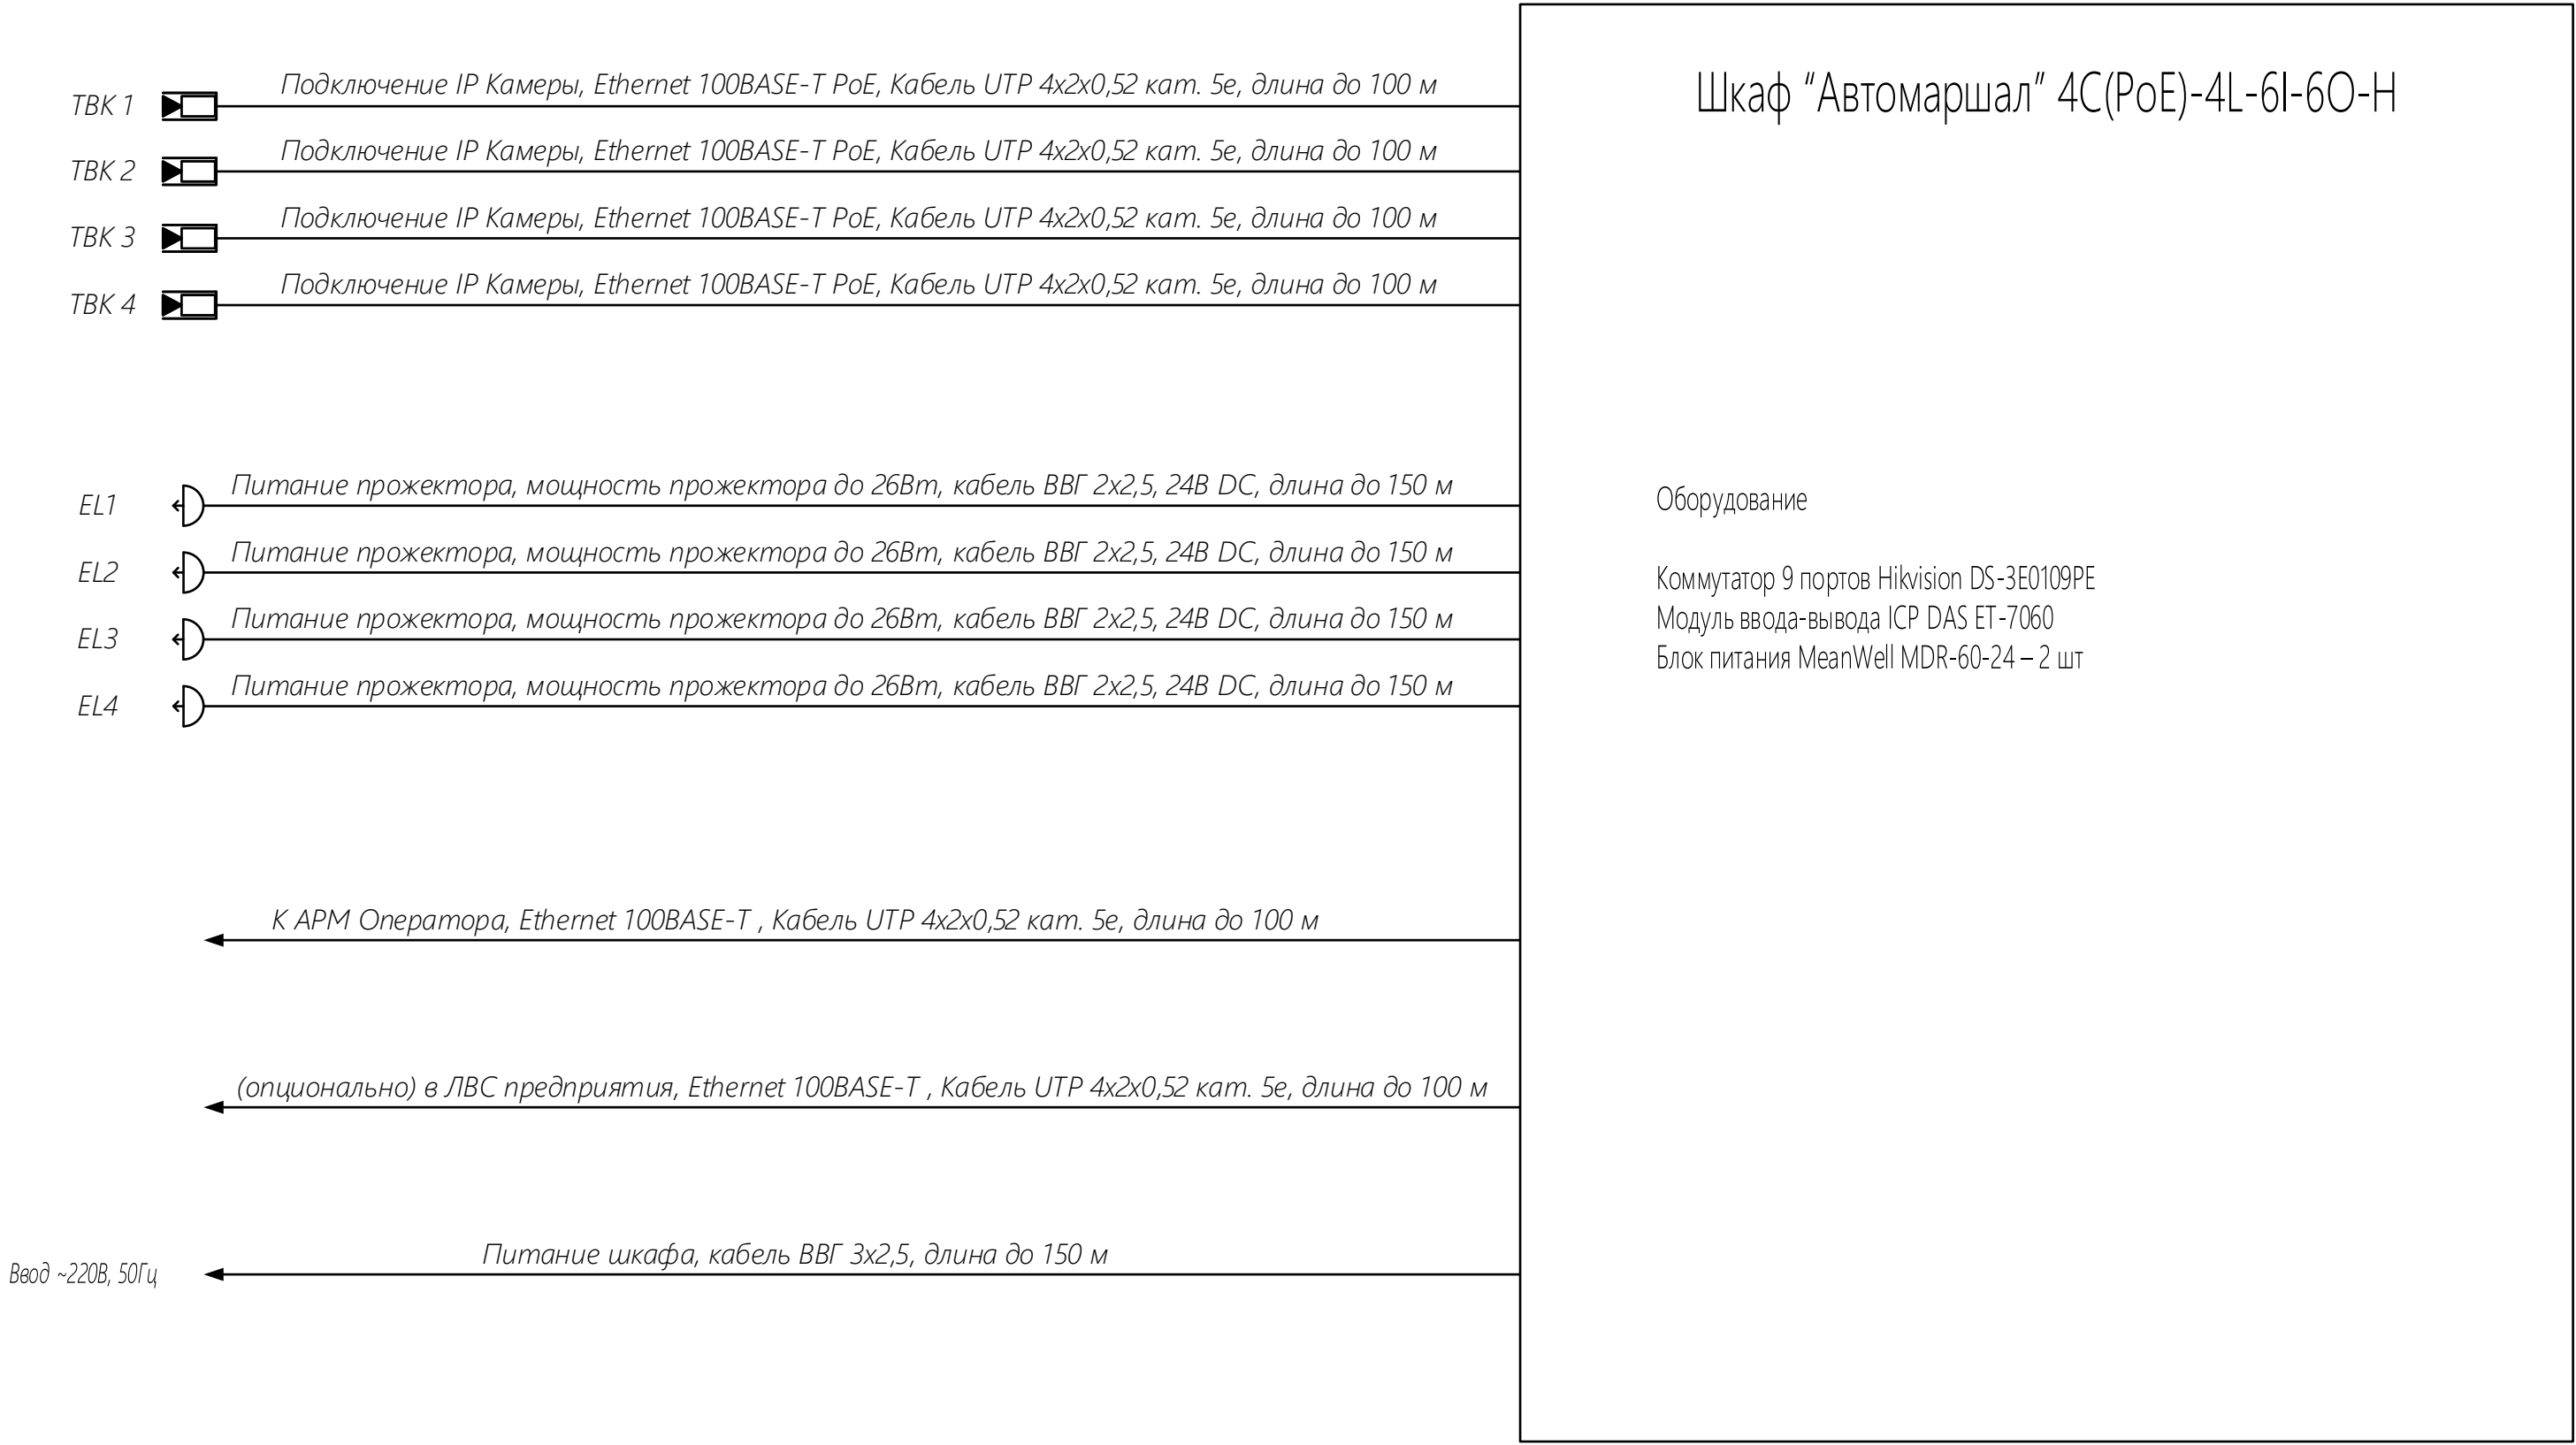 Шкаф “Автомаршал” 4C(PoE)-4L-6I-6O-H
Подключение IP Камеры, Ethernet 100BASE-T PoE, Кабель UTP 4x2x0,52 кат. 5е, длина до 100 м
ТВК 1
Подключение IP Камеры, Ethernet 100BASE-T PoE, Кабель UTP 4x2x0,52 кат. 5е, длина до 100 м
ТВК 2
Подключение IP Камеры, Ethernet 100BASE-T PoE, Кабель UTP 4x2x0,52 кат. 5е, длина до 100 м
ТВК 3
Подключение IP Камеры, Ethernet 100BASE-T PoE, Кабель UTP 4x2x0,52 кат. 5е, длина до 100 м
ТВК 4
Питание прожектора, мощность прожектора до 26Вт, кабель ВВГ 2х2,5, 24В DC, длина до 150 м
EL1
Питание прожектора, мощность прожектора до 26Вт, кабель ВВГ 2х2,5, 24В DC, длина до 150 м
EL2
Питание прожектора, мощность прожектора до 26Вт, кабель ВВГ 2х2,5, 24В DC, длина до 150 м
EL3
Питание прожектора, мощность прожектора до 26Вт, кабель ВВГ 2х2,5, 24В DC, длина до 150 м
EL4
Оборудование
Коммутатор 9 портов Hikvision DS-3E0109PE
Модуль ввода-вывода ICP DAS ET-7060
Блок питания MeanWell MDR-60-24 – 2 шт
К АРМ Оператора, Ethernet 100BASE-T , Кабель UTP 4x2x0,52 кат. 5е, длина до 100 м
(опционально) в ЛВС предприятия, Ethernet 100BASE-T , Кабель UTP 4x2x0,52 кат. 5е, длина до 100 м
Питание шкафа, кабель ВВГ 3х2,5, длина до 150 м
Ввод ~220В, 50Гц